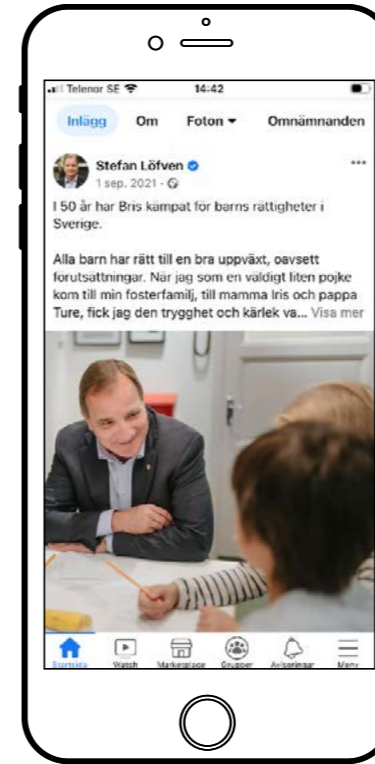 Telenor SE 14:42
Inlägg Om Foton Omnämnanden
Stefan Löfven
1 sep. 2021
I 50 år har Bris kämpat för barns rättigheter i
Sverige.
Alla barn har rätt till en bra uppväxt, oavsett
förutsättningar. När jag som en väldigt liten pojke
kom till min fosterfamilj, till mamma Iris och pappa
Ture, fick jag den trygghet och kärlek va... Visa mer
Startsida Watch Marketplace Grupper Aviseringar Meny